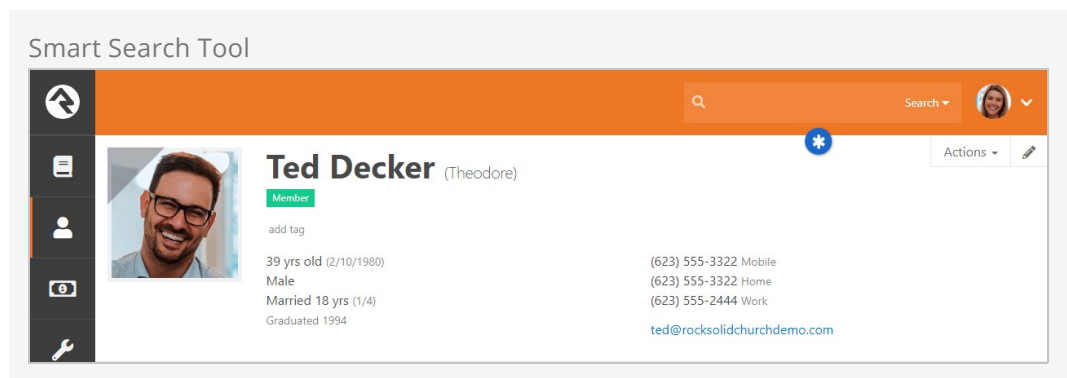 Smart Search Tool
Search
Actions
Ted Decker (Theodore)
Member
add tag
39 yrs old (2/10/1980)
Male
Married 18 yrs (1/4)
Graduated 1994
(623) 555-3322 Mobile
(623) 555-3322 Home
(623) 555-2444 Work
ted@rocksolidchurchdemo.com